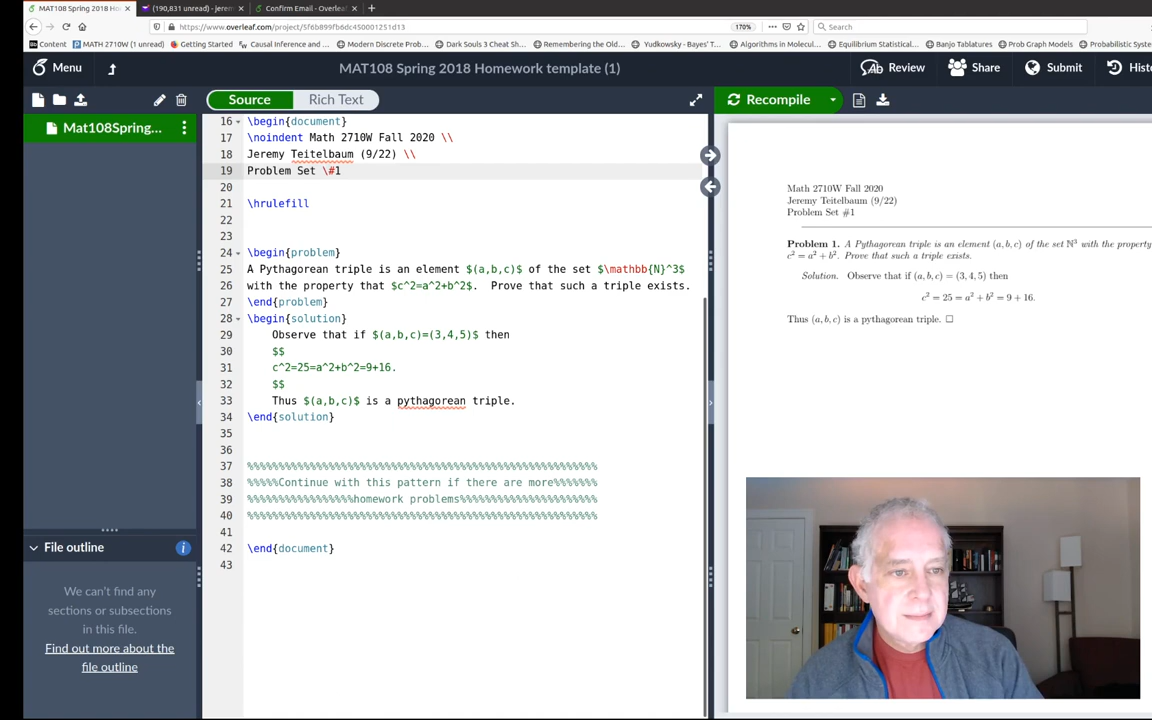 MAT108 Spring 2018 Ho
(190,831 unread) - jerem
Confirm Email - Overleaf,
https://www.overleaf.com/project/5f6b899fb6dc450001251d13
170%
Search
Content
MATH 2710W (1 unread)
Getting Started
Causal Inference and ...
Modern Discrete Prob...
Dark Souls 3 Cheat Sh...
Remembering the Old...
Yudkowsky - Bayes' T...
Algorithms in Molecul...
Equilibrium Statistical...
Banjo Tablatures
Prob Graph Models
Probabilistic Syste
Menu
MAT108 Spring 2018 Homework template (1)
Review
Share
Submit
Histo
Source
Rich Text
Recompile
Mat108Spring...
16 \begin{document}
17 \noindent Math 2710W Fall 2020 \\
18 Jeremy Teitelbaum (9/22) \\
19 Problem Set \#1
20
21 \hrulefill
22
23
24 \begin{problem}
25 A Pythagorean triple is an element $(a,b,c)$ of the set $\mathbb{N}^3$
26 with the property that $c^2=a^2+b^2$.  Prove that such a triple exists.
27 \end{problem}
28 \begin{solution}
29 Observe that if $(a,b,c)=(3,4,5)$ then
30 $$
31 c^2=25=a^2+b^2=9+16.
32 $$
33 Thus $(a,b,c)$ is a pythagorean triple.
34 \end{solution}
35
36
37 %%%%%%%%%%%%%%%%%%%%%%%%%%%%%%%%%%%%%%%%%%%%%%%%%%%%%%%%
38 %%%%%Continue with this pattern if there are more%%%%%%%
39 %%%%%%%%%%%%%%%%%homework problems%%%%%%%%%%%%%%%%%%%%%%
40 %%%%%%%%%%%%%%%%%%%%%%%%%%%%%%%%%%%%%%%%%%%%%%%%%%%%%%%%
41
42 \end{document}
43
File outline
We can't find any
sections or subsections
in this file.
Find out more about the
file outline
Math 2710W Fall 2020
Jeremy Teitelbaum (9/22)
Problem Set #1
Problem 1. A Pythagorean triple is an element (a, b, c) of the set ℕ³ with the property
c² = a² + b². Prove that such a triple exists.
Solution. Observe that if (a, b, c) = (3, 4, 5) then
c² = 25 = a² + b² = 9 + 16.
Thus (a, b, c) is a pythagorean triple. □